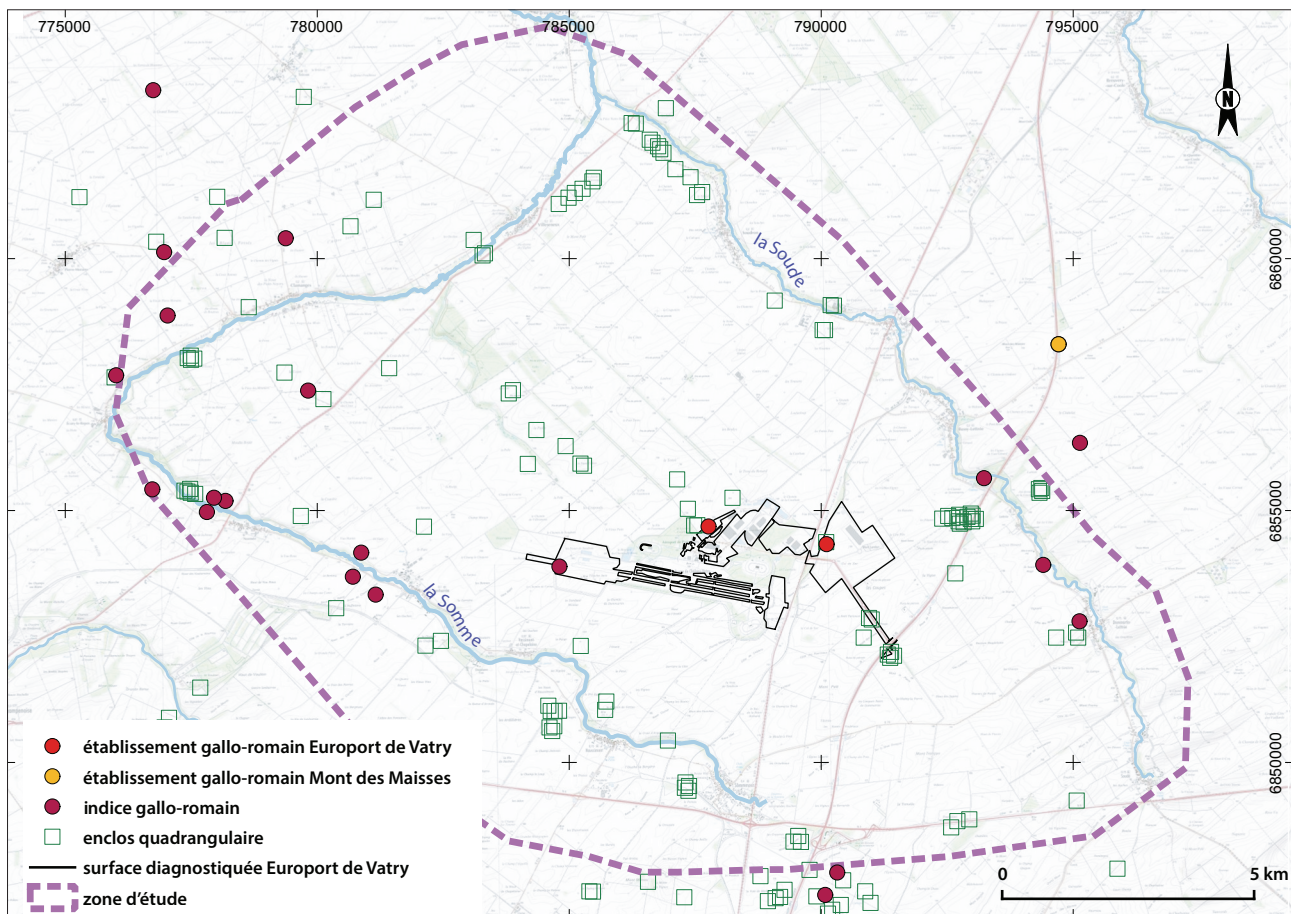 775000 780000 785000 790000 795000
N
la Soude
6860000
6855000
la Somme
6850000
établissement gallo-romain Europort de Vatry
établissement gallo-romain Mont des Maisses
indice gallo-romain
enclos quadrangulaire
surface diagnostiquée Europort de Vatry
zone d'étude
0 5 km